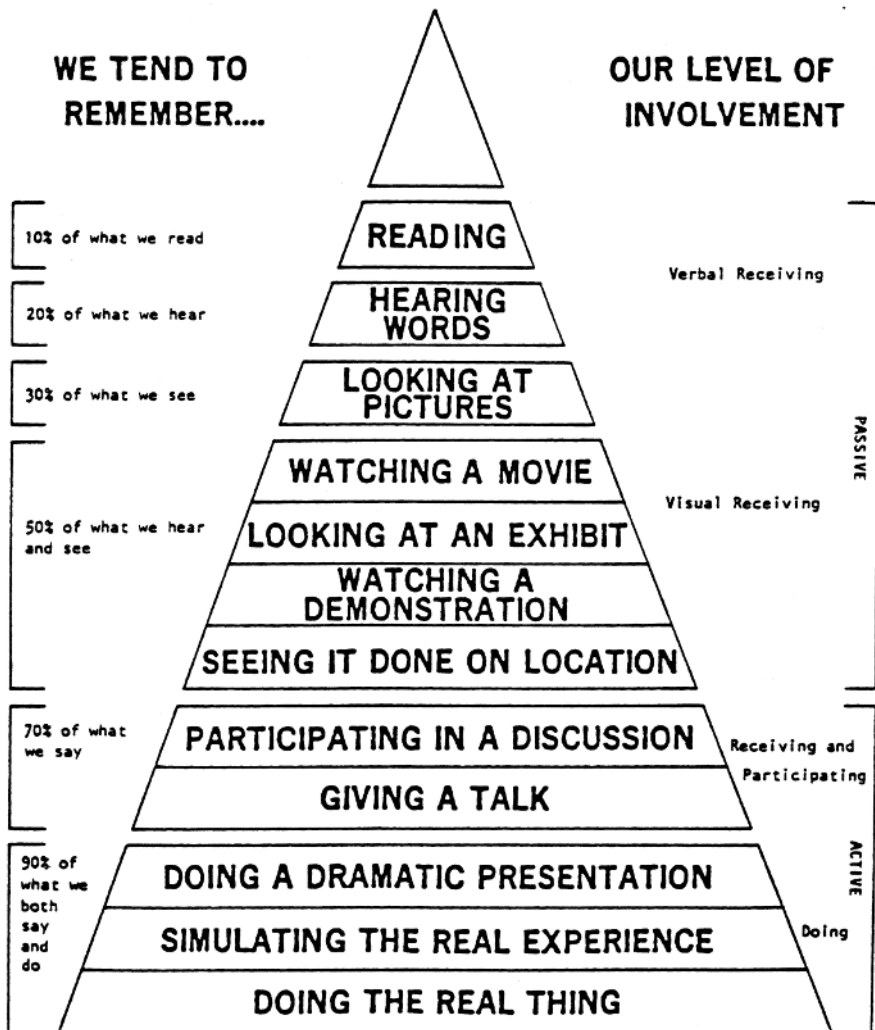 WE TEND TO
REMEMBER....
OUR LEVEL OF
INVOLVEMENT
10% of what we read
READING
Verbal Receiving
20% of what we hear
HEARING
WORDS
30% of what we see
LOOKING AT
PICTURES
PASSIVE
50% of what we hear
and see
WATCHING A MOVIE
LOOKING AT AN EXHIBIT
WATCHING A
DEMONSTRATION
SEEING IT DONE ON LOCATION
Visual Receiving
70% of what
we say
PARTICIPATING IN A DISCUSSION
GIVING A TALK
Receiving and
Participating
ACTIVE
90% of
what we
both
say
and
do
DOING A DRAMATIC PRESENTATION
SIMULATING THE REAL EXPERIENCE
DOING THE REAL THING
Doing